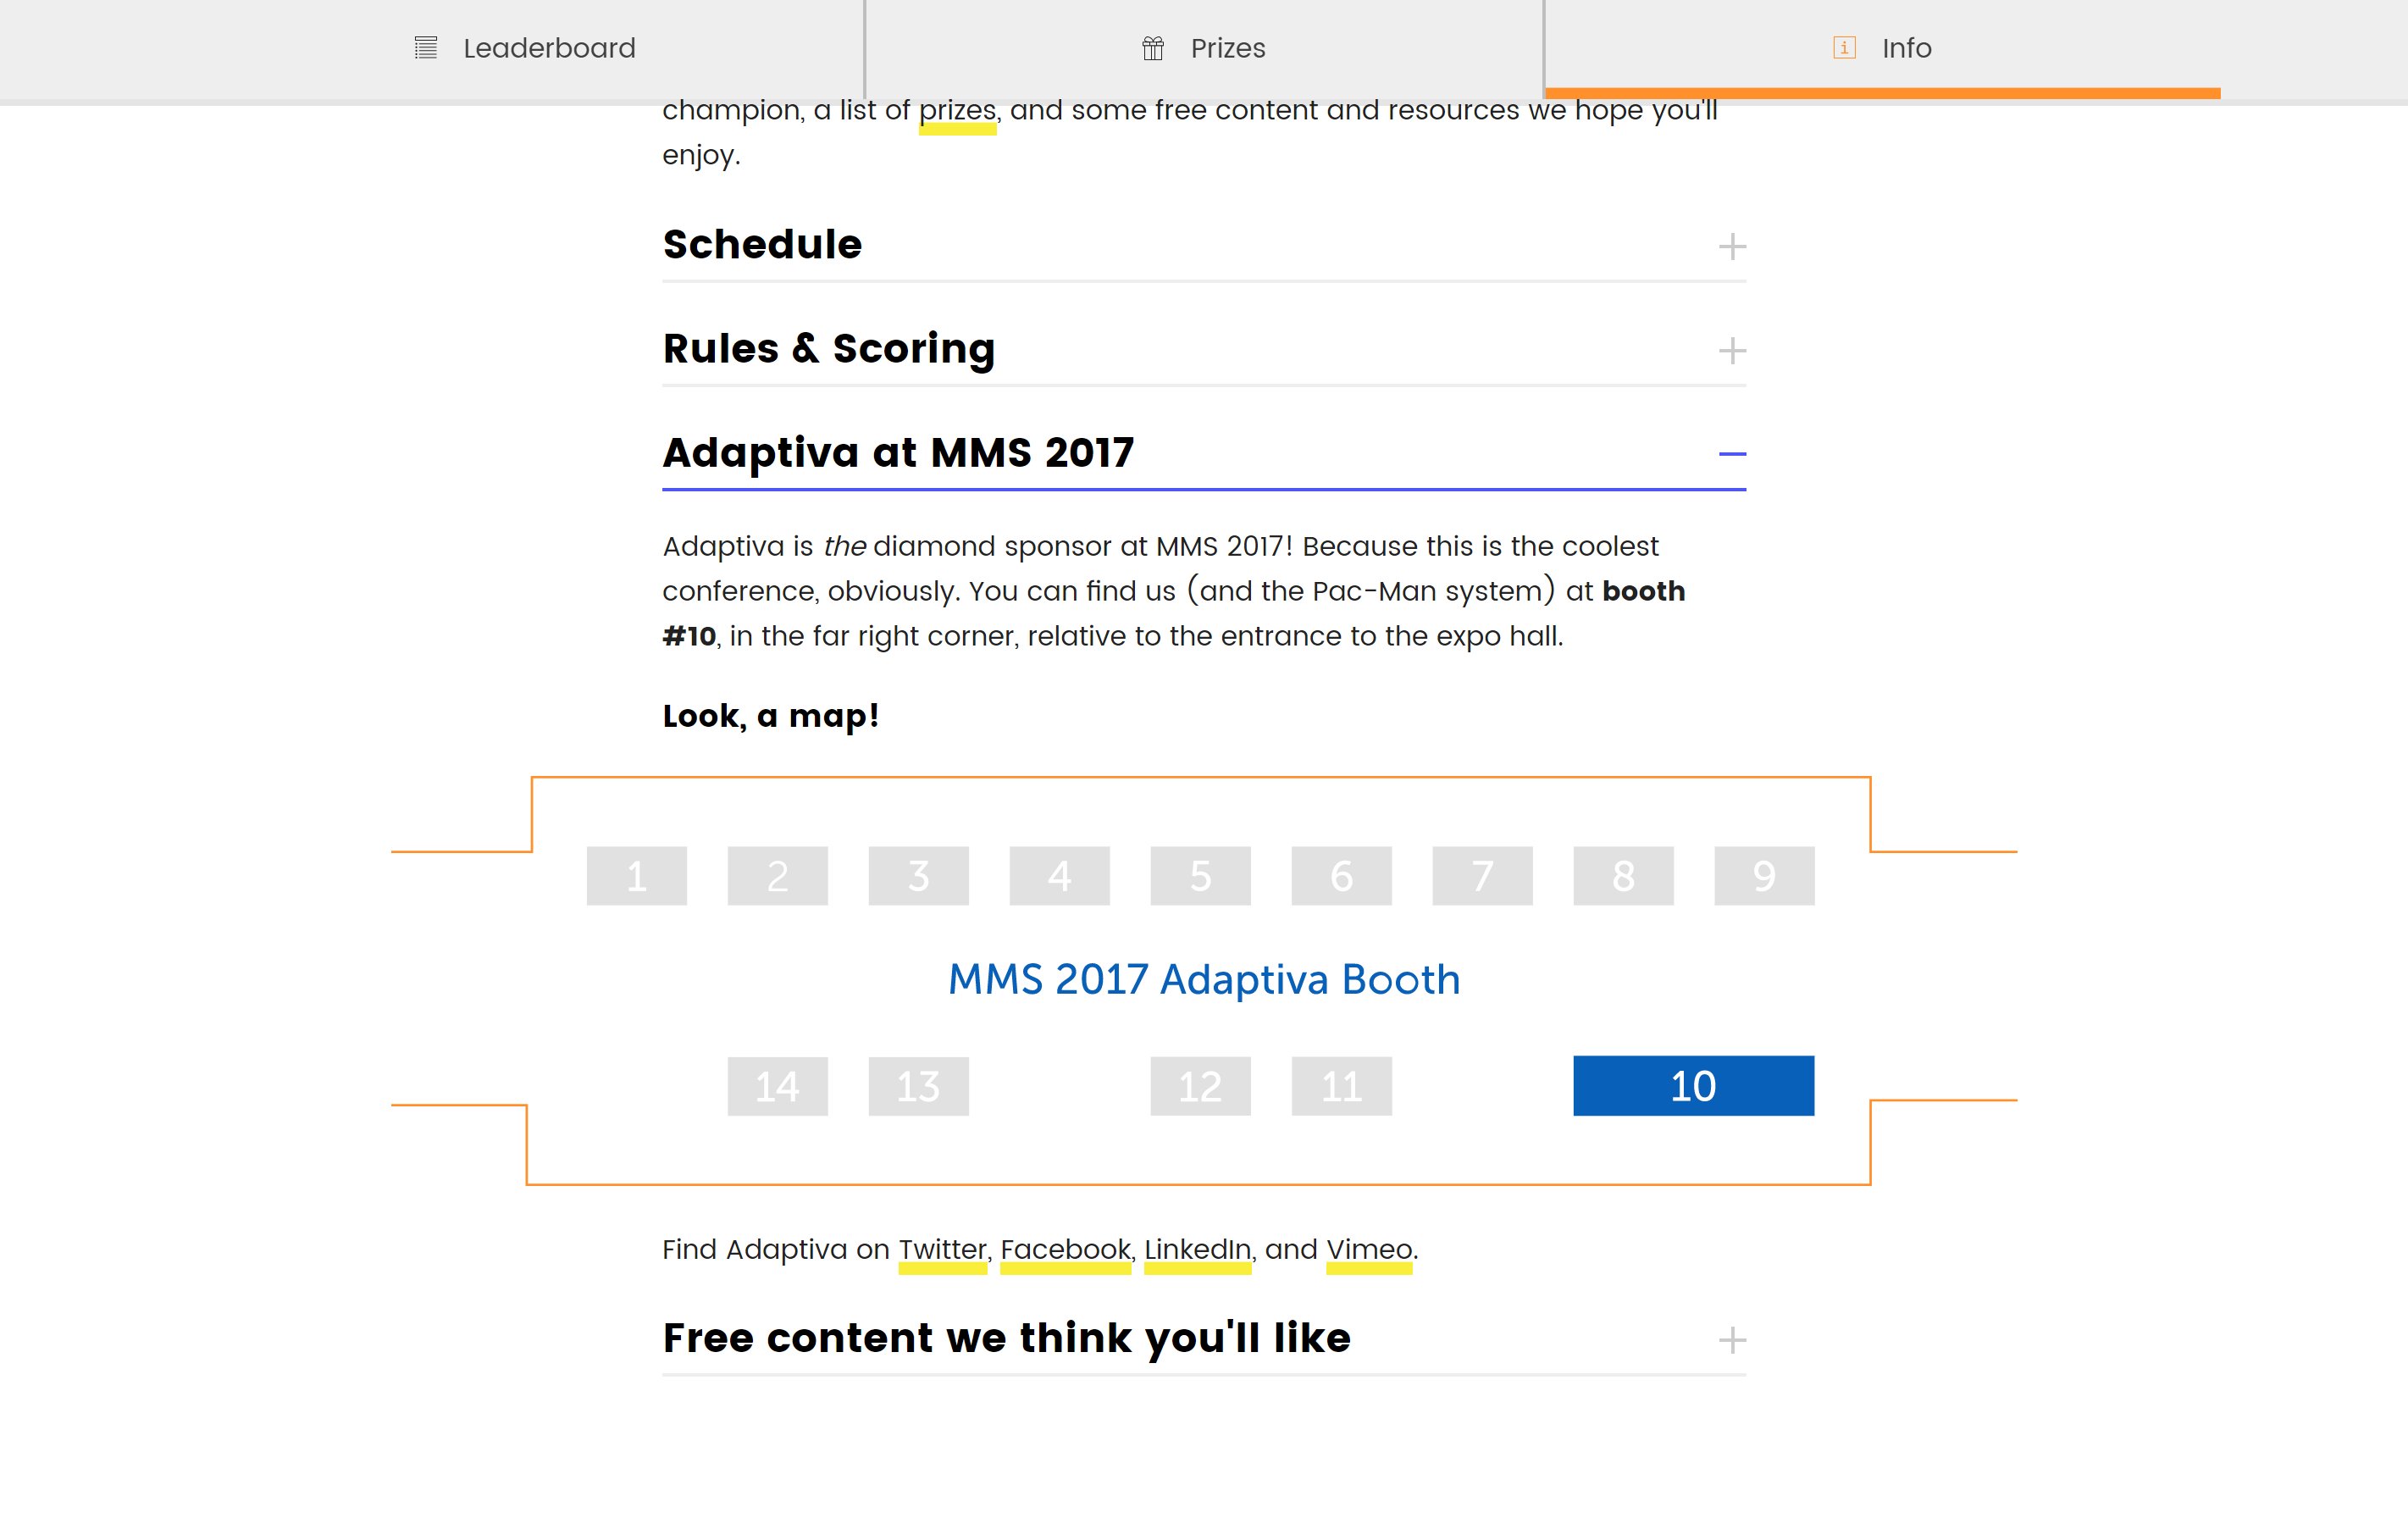 Leaderboard
Prizes
Info
champion, a list of prizes, and some free content and resources we hope you'll
enjoy.
Schedule
Rules & Scoring
Adaptiva at MMS 2017
Adaptiva is the diamond sponsor at MMS 2017! Because this is the coolest
conference, obviously. You can find us (and the Pac-Man system) at booth
#10, in the far right corner, relative to the entrance to the expo hall.
Look, a map!
1 2 3 4 5 6 7 8 9
MMS 2017 Adaptiva Booth
14 13 12 11 10
Find Adaptiva on Twitter, Facebook, LinkedIn, and Vimeo.
Free content we think you'll like